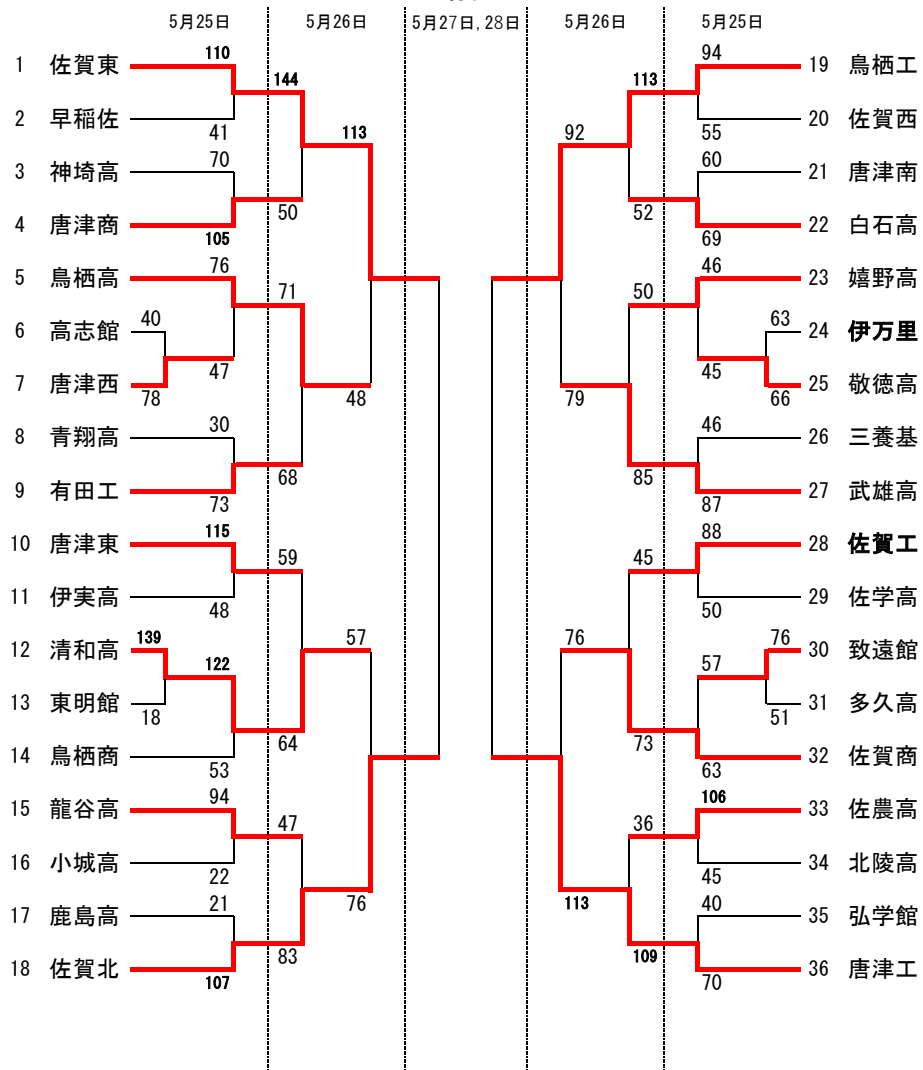 5月25日 5月26日 5月27日, 28日 5月26日 5月25日
110 94
1 佐賀東 19 鳥栖工
144 113
2 早稲佐 20 佐賀西
41 113 92 55
70 60
3 神埼高 21 唐津南
50 52
4 唐津商 22 白石高
105 69
76 46
5 鳥栖高 23 嬉野高
71 50
40 63
6 高志館 24 伊万里
47 45
7 唐津西 25 敬徳高
78 48 79 66
30 46
8 青翔高 26 三養基
68 85
9 有田工 27 武雄高
73 87
115 88
10 唐津東 28 佐賀工
59 45
11 伊実高 29 佐学高
48 50
139 57 76 76
12 清和高 30 致遠館
122 57
13 東明館 31 多久高
18 51
64 73
14 鳥栖商 32 佐賀商
53 63
94 106
15 龍谷高 33 佐農高
47 36
16 小城高 34 北陵高
22 45
76 113
21 40
17 鹿島高 35 弘学館
83 109
18 佐賀北 36 唐津工
107 70